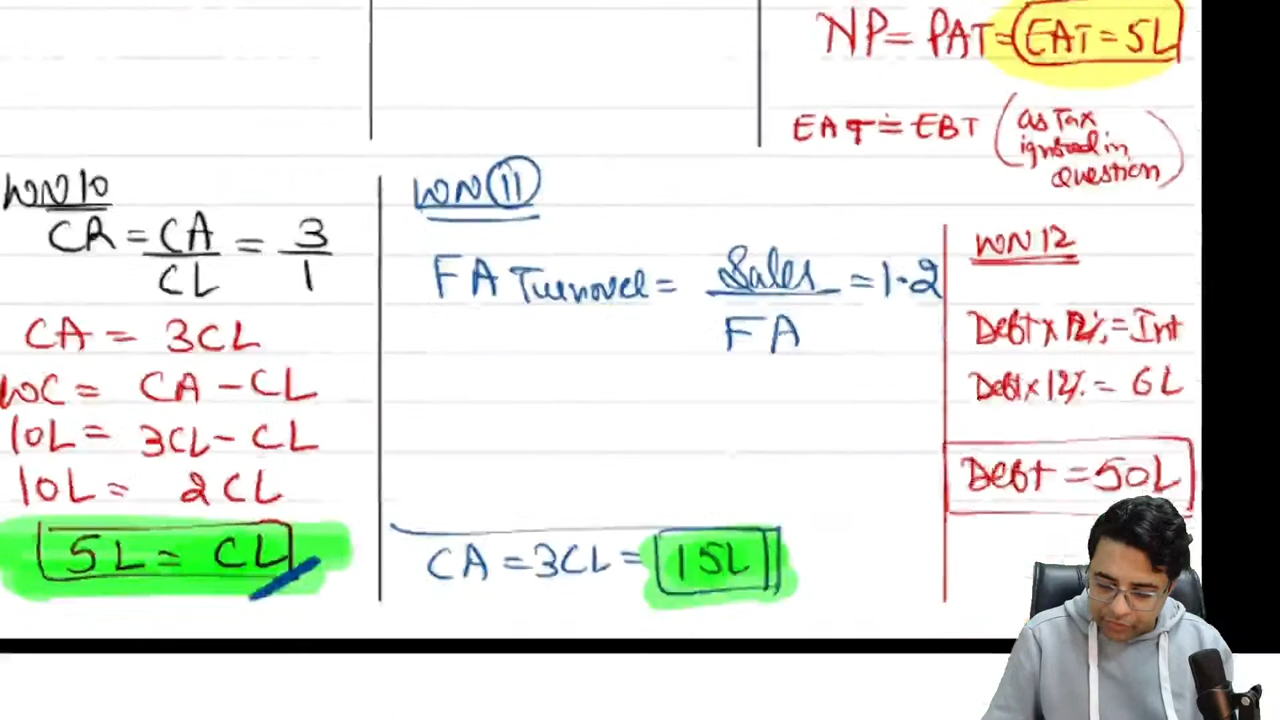 NP = PAT = EAT = 5L
EAT = EBT (as Tax
ignored in
Question)
WN 10
CR = CA / CL = 3 / 1
CA = 3CL
WC = CA - CL
10L = 3CL - CL
10L = 2CL
5L = CL
WN 11
FA Turnover = Sales / FA = 1.2
CA = 3CL = 15L
WN 12
Debt x 12% = Int
Debt x 12% = 6L
Debt = 50L